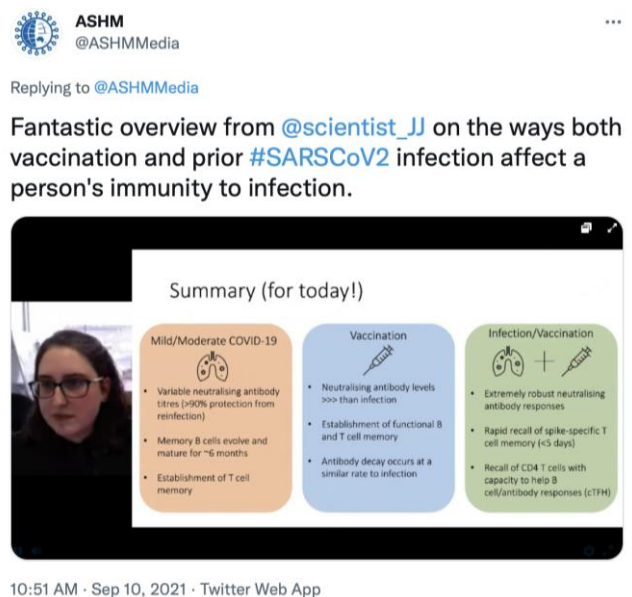 ASHM
@ASHMMedia
Replying to @ASHMMedia
Fantastic overview from @scientist_JJ on the ways both
vaccination and prior #SARSCoV2 infection affect a
person's immunity to infection.
Summary (for today!)
Mild/Moderate COVID-19
• Variable neutralising antibody
titres (>90% protection from
reinfection)
• Memory B cells evolve and
mature for ~6 months
• Establishment of T cell
memory
Vaccination
• Neutralising antibody levels
>>> than infection
• Establishment of functional B
and T cell memory
• Antibody decay occurs at a
similar rate to infection
Infection/Vaccination
+
• Extremely robust neutralising
antibody responses
• Rapid recall of spike-specific T
cell memory (<5 days)
• Recall of CD4 T cells with
capacity to help B
cell/antibody responses (cTFH)
10:51 AM · Sep 10, 2021 · Twitter Web App